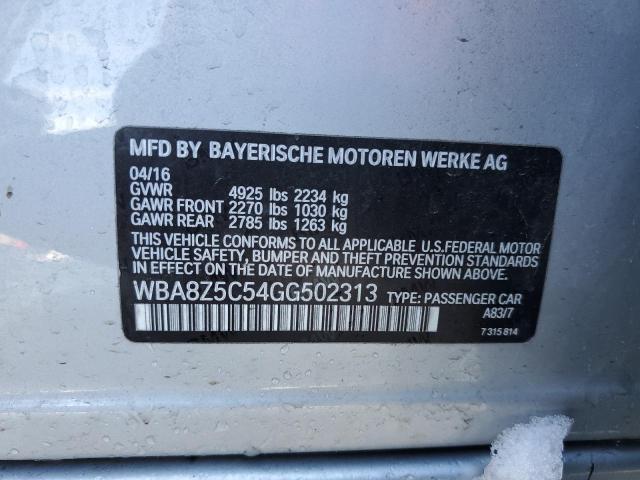 MFD BY BAYERISCHE MOTOREN WERKE AG
04/16
GVWR 4925 lbs 2234 kg
GAWR FRONT 2270 lbs 1030 kg
GAWR REAR 2785 lbs 1263 kg
THIS VEHICLE CONFORMS TO ALL APPLICABLE U.S.FEDERAL MOTOR
VEHICLE SAFETY, BUMPER AND THEFT PREVENTION STANDARDS
IN EFFECT ON THE DATE OF MANUFACTURE SHOWN ABOVE.
WBA8Z5C54GG502313 TYPE: PASSENGER CAR
A83/7
7 315 814